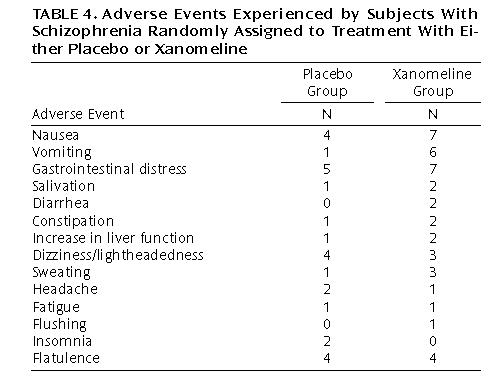 TABLE 4. Adverse Events Experienced by Subjects With
Schizophrenia Randomly Assigned to Treatment With Ei-
ther Placebo or Xanomeline
Placebo Xanomeline
Group Group
Adverse Event N N
Nausea 4 7
Vomiting 1 6
Gastrointestinal distress 5 7
Salivation 1 2
Diarrhea 0 2
Constipation 1 2
Increase in liver function 1 2
Dizziness/lightheadedness 4 3
Sweating 1 3
Headache 2 1
Fatigue 1 1
Flushing 0 1
Insomnia 2 0
Flatulence 4 4